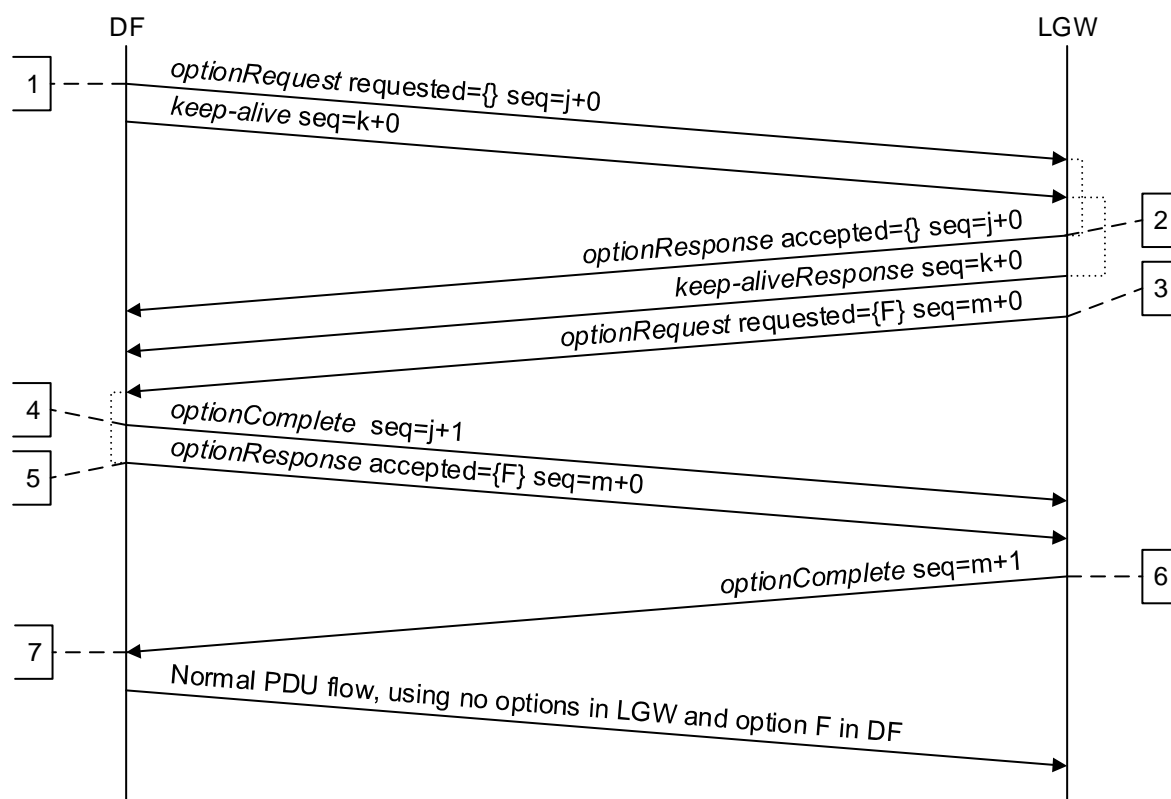 DF LGW
1
optionRequest requested={} seq=j+0
keep-alive seq=k+0
2
optionResponse accepted={} seq=j+0
keep-aliveResponse seq=k+0
3
optionRequest requested={F} seq=m+0
4
optionComplete seq=j+1
5
optionResponse accepted={F} seq=m+0
optionComplete seq=m+1
6
7
Normal PDU flow, using no options in LGW and option F in DF